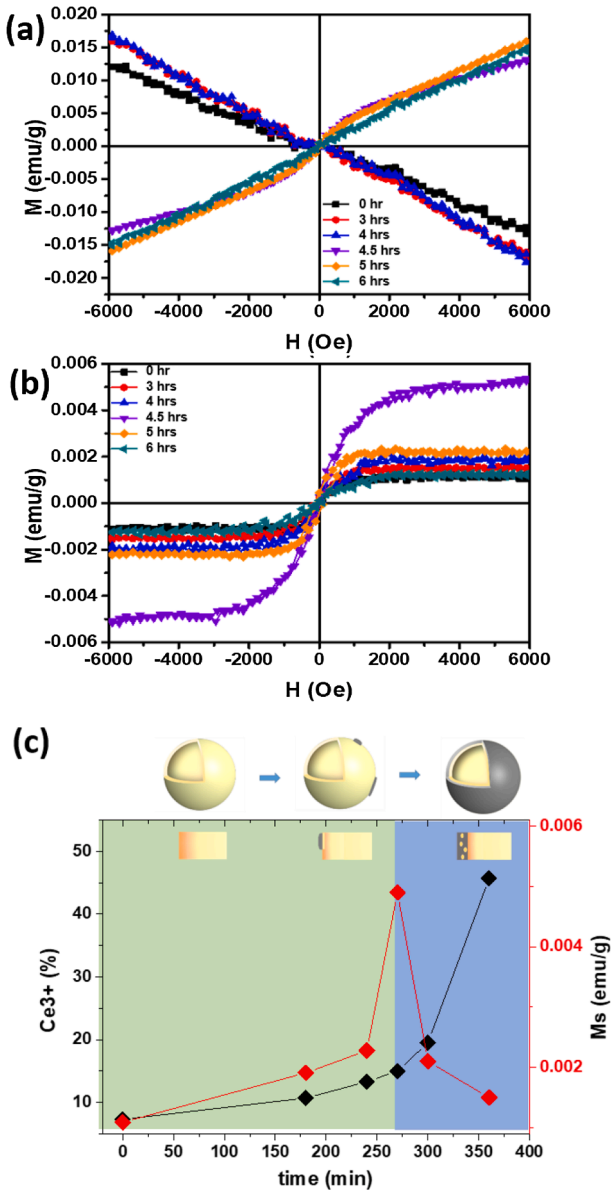 (a)
0.020
0.015
0.010
0.005
0.000
-0.005
-0.010
-0.015
-0.020
M (emu/g)
0 hr
3 hrs
4 hrs
4.5 hrs
5 hrs
6 hrs
-6000 -4000 -2000 0 2000 4000 6000
H (Oe)
(b)
0.006
0.004
0.002
0.000
-0.002
-0.004
-0.006
M (emu/g)
0 hr
3 hrs
4 hrs
4.5 hrs
5 hrs
6 hrs
-6000 -4000 -2000 0 2000 4000 6000
H (Oe)
(c)
50
40
30
20
10
Ce3+ (%)
0.006
0.004
0.002
Ms (emu/g)
0 50 100 150 200 250 300 350 400
time (min)